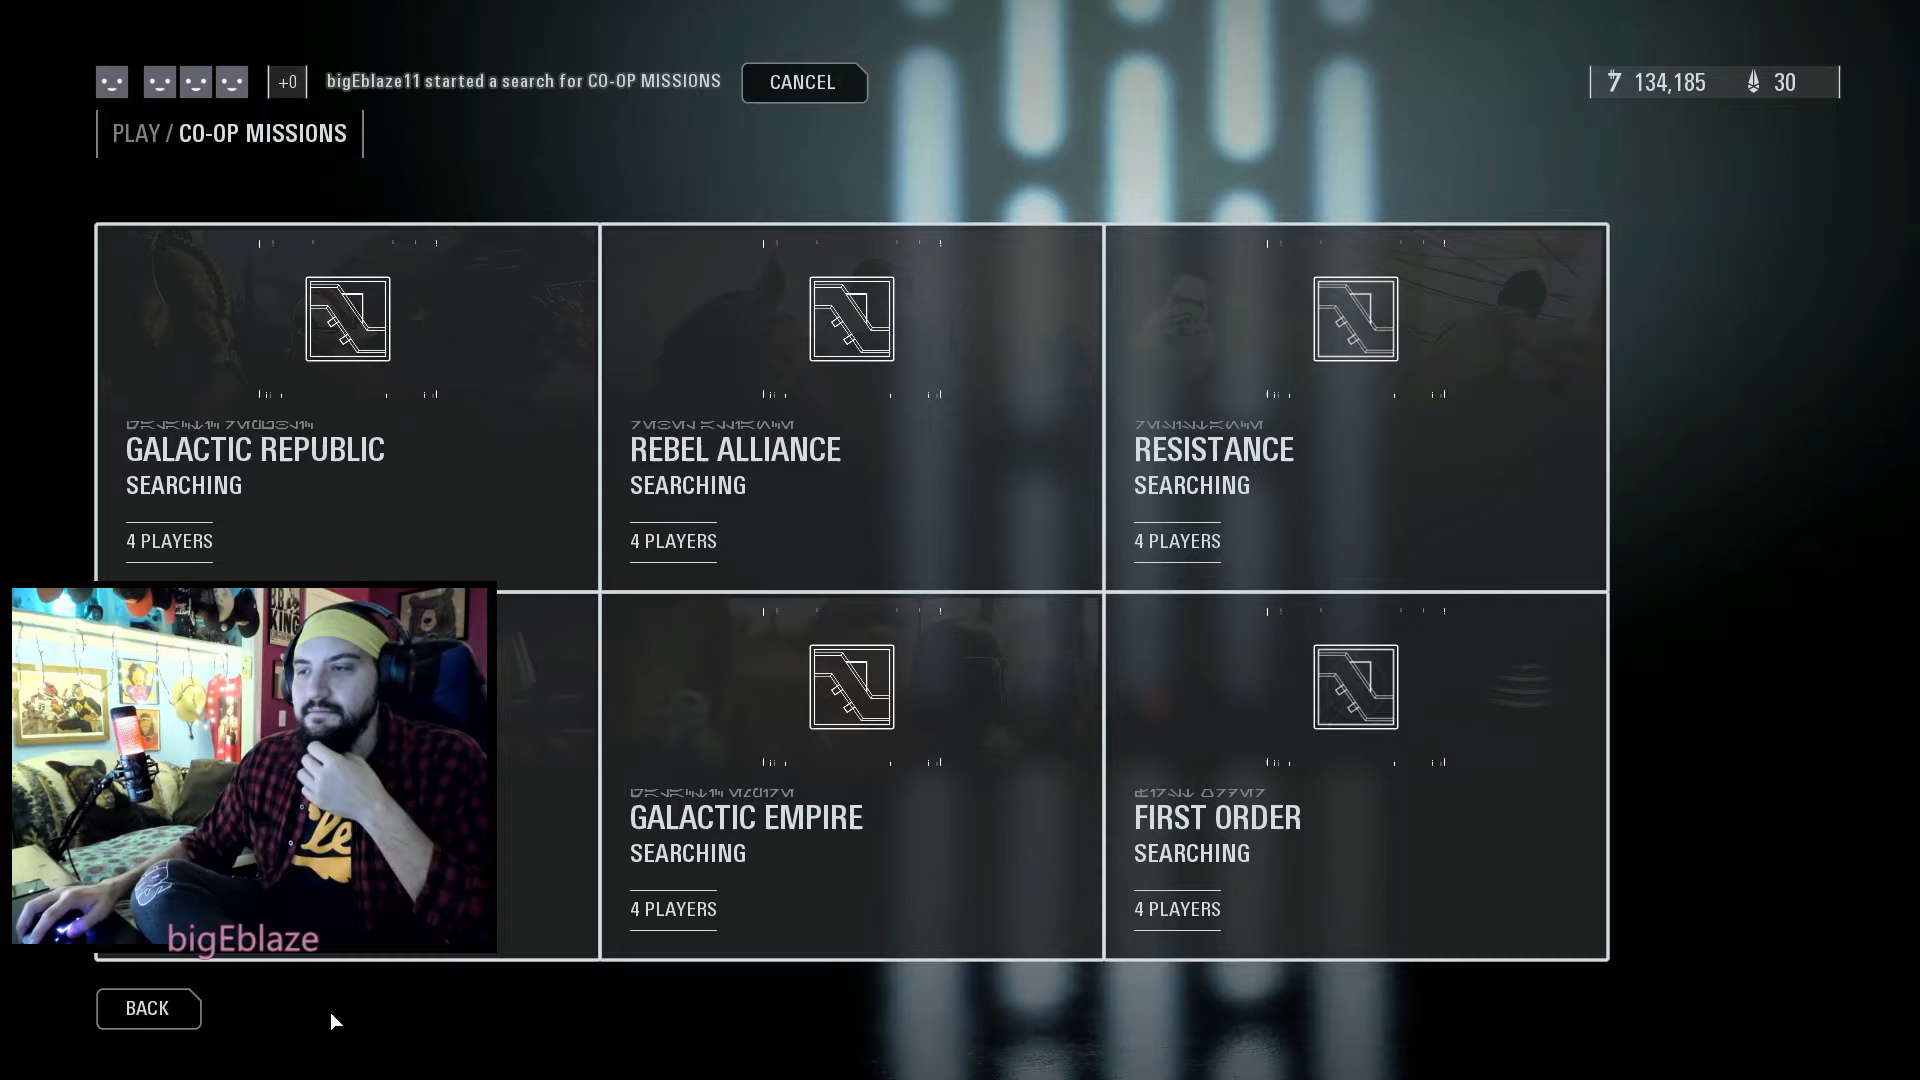 +0
bigEblaze11 started a search for CO-OP MISSIONS
CANCEL
134,185
30
PLAY / CO-OP MISSIONS
GALACTIC REPUBLIC
SEARCHING
4 PLAYERS
REBEL ALLIANCE
SEARCHING
4 PLAYERS
RESISTANCE
SEARCHING
4 PLAYERS
GALACTIC EMPIRE
SEARCHING
4 PLAYERS
FIRST ORDER
SEARCHING
4 PLAYERS
bigEblaze
BACK